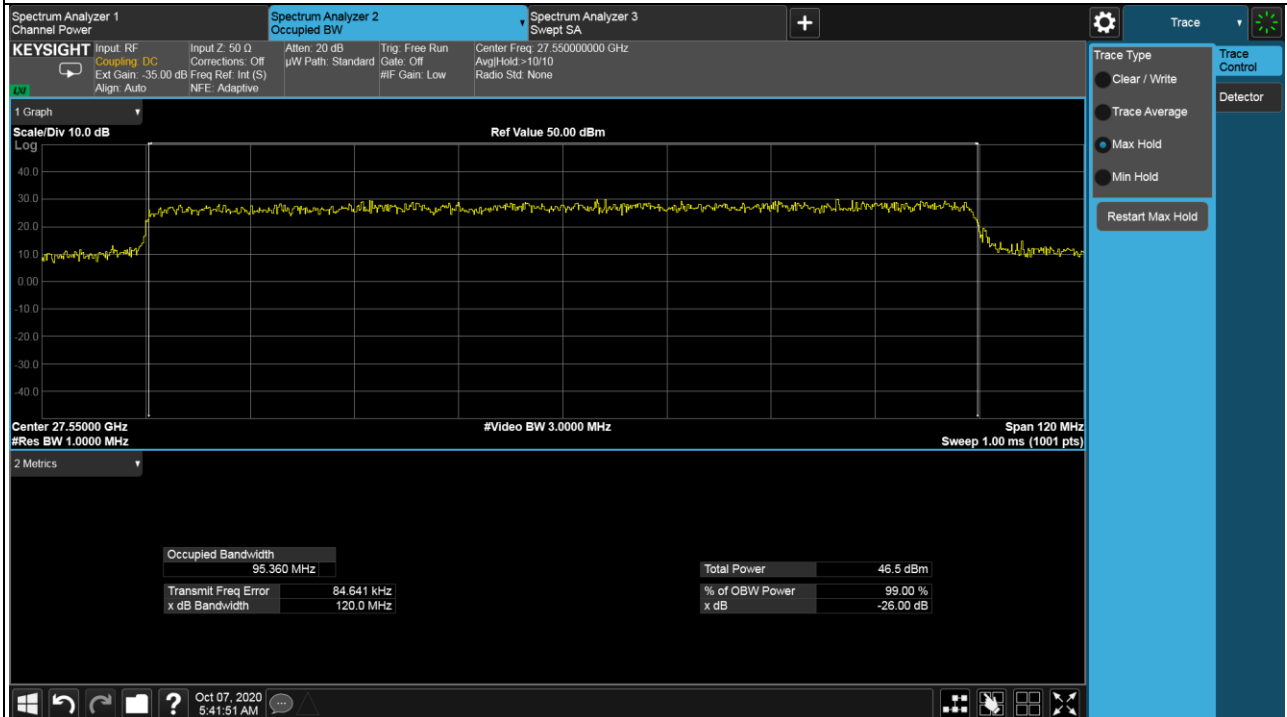 Spectrum Analyzer 1
Channel Power
Spectrum Analyzer 2
Occupied BW
Spectrum Analyzer 3
Swept SA
Trace
KEYSIGHT
Input: RF
Coupling: DC
Ext Gain: -35.00 dB
Align: Auto
Input Z: 50 Ω
Corrections: Off
Freq Ref: Int (S)
NFE: Adaptive
Atten: 20 dB
µW Path: Standard
Trig: Free Run
Gate: Off
#IF Gain: Low
Center Freq: 27.550000000 GHz
Avg|Hold:>10/10
Radio Std: None
LXI
Trace Type
Clear / Write
Trace Average
Max Hold
Min Hold
Restart Max Hold
Trace
Control
Detector
1 Graph
Scale/Div 10.0 dB
Ref Value 50.00 dBm
Log
40.0
30.0
20.0
10.0
0.00
-10.0
-20.0
-30.0
-40.0
Center 27.55000 GHz
#Video BW 3.0000 MHz
Span 120 MHz
#Res BW 1.0000 MHz
Sweep 1.00 ms (1001 pts)
2 Metrics
Occupied Bandwidth
95.360 MHz
Transmit Freq Error 84.641 kHz
x dB Bandwidth 120.0 MHz
Total Power 46.5 dBm
% of OBW Power 99.00 %
x dB -26.00 dB
?
Oct 07, 2020
5:41:51 AM